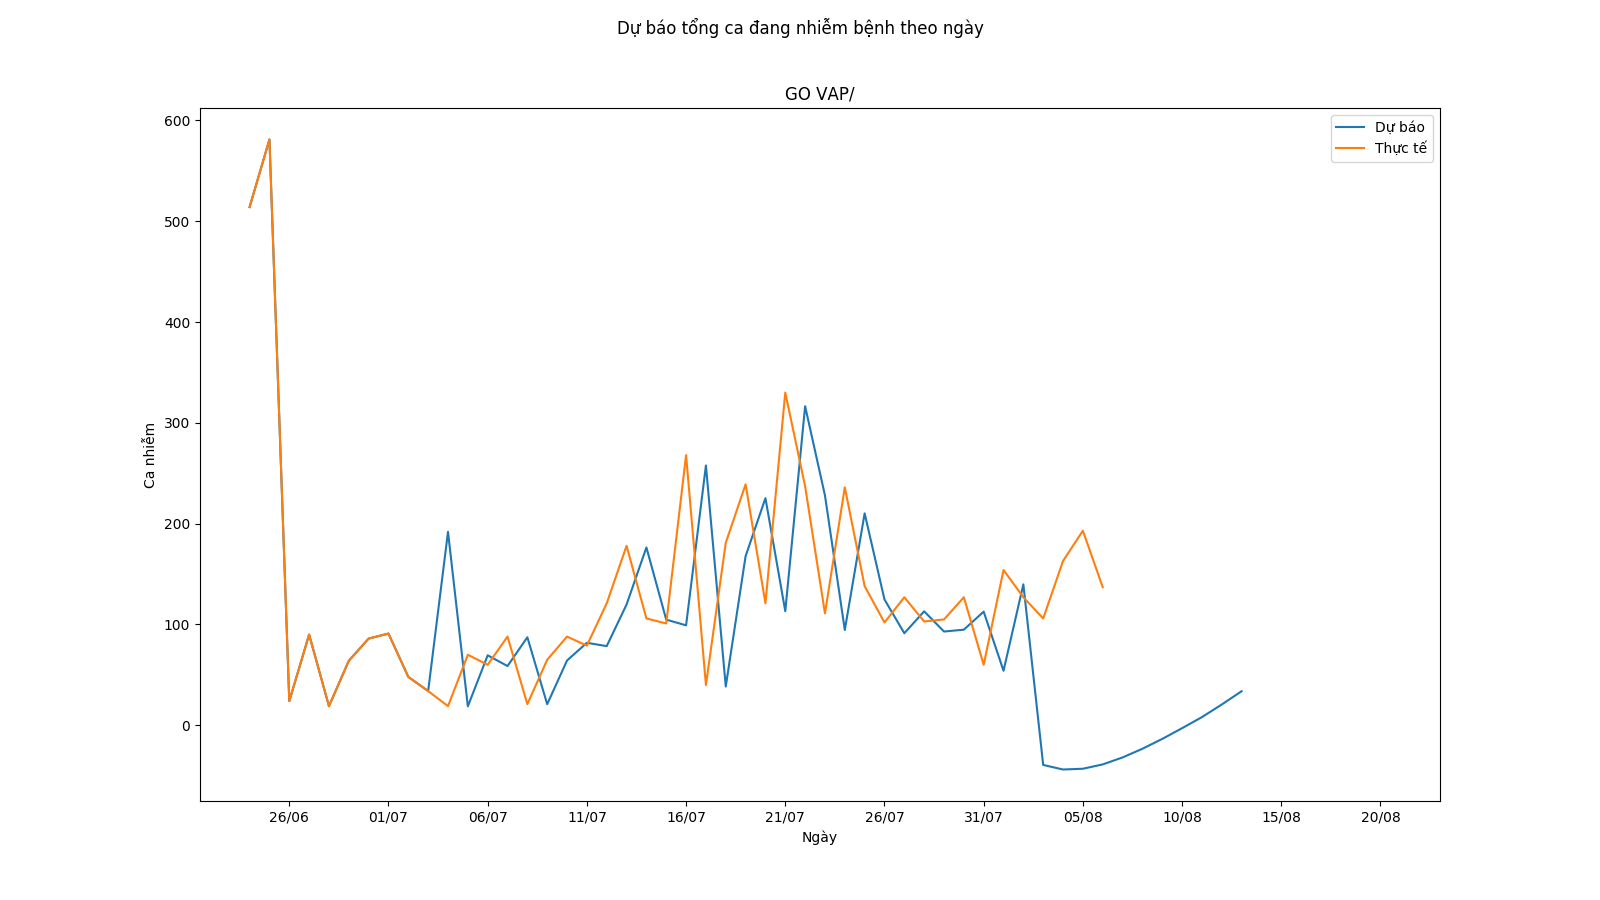 Dự báo tổng ca đang nhiễm bệnh theo ngày
GO VAP/
Dự báo
Thực tế
600
500
400
300
200
100
0
Ca nhiễm
26/06 01/07 06/07 11/07 16/07 21/07 26/07 31/07 05/08 10/08 15/08 20/08
Ngày